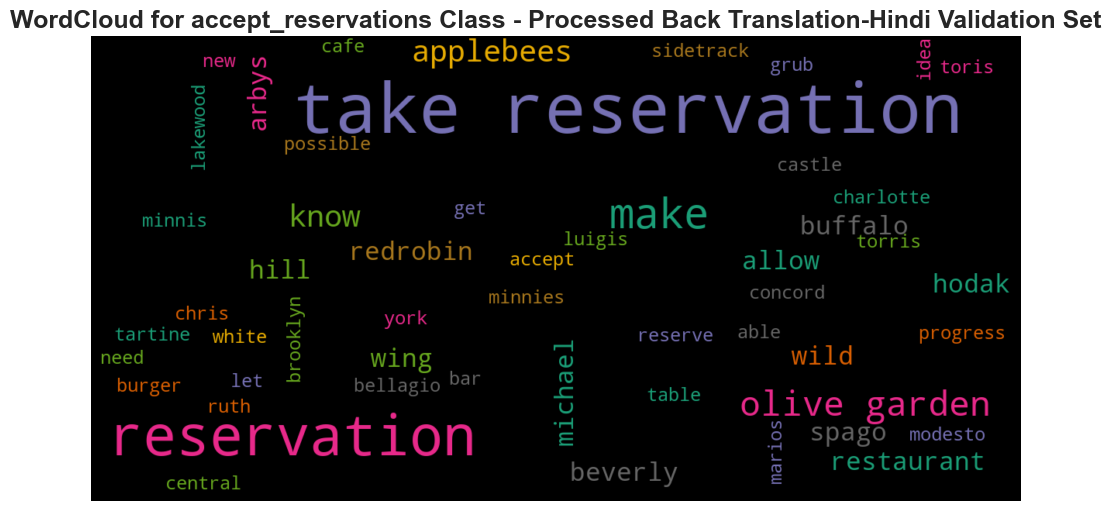 WordCloud for accept_reservations Class - Processed Back Translation-Hindi Validation Set
cafe
applebees
sidetrack
idea
new
arbys
grub
toris
take reservation
lakewood
possible
castle
charlotte
minnis
know
get
make
buffalo
luigis
torris
redrobin
accept
allow
hill
hodak
concord
minnies
brooklyn
chris
york
tartine
white
reserve
able
progress
need
wing
wild
michael
burger
let
bellagio
bar
table
ruth
olive garden
reservation
marios
spago
modesto
beverly
restaurant
central